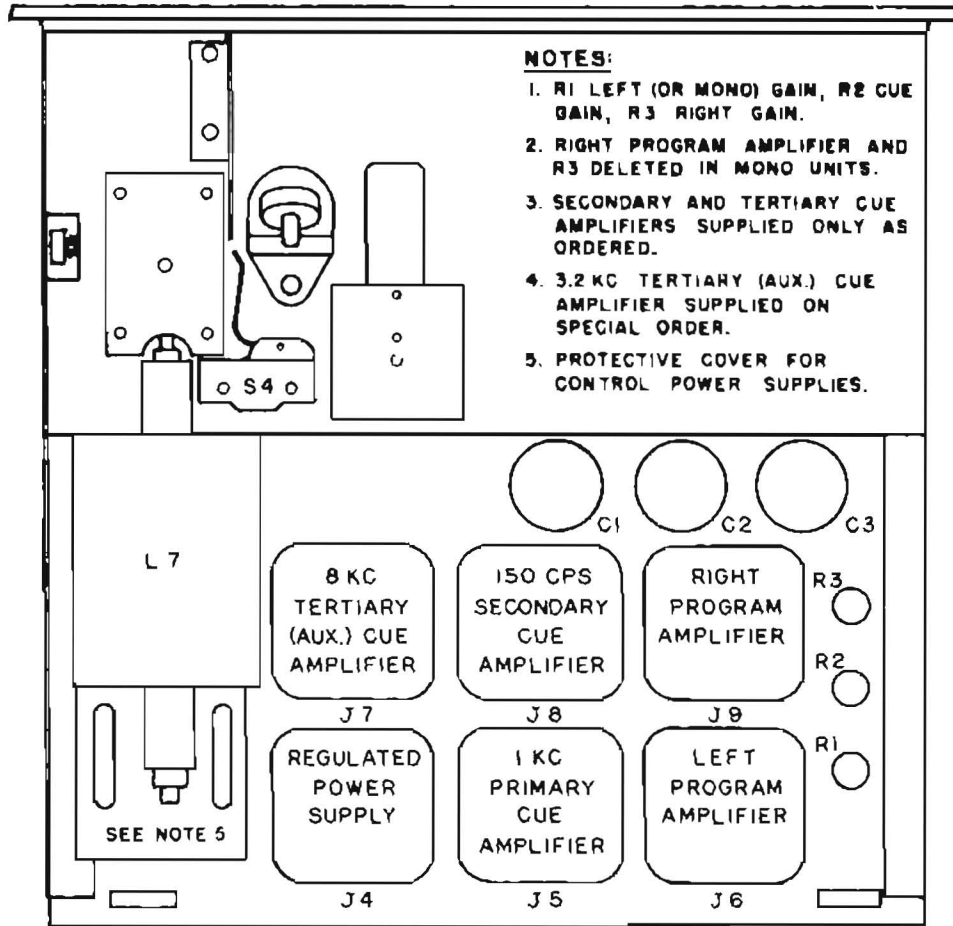 NOTES:
1. R1 LEFT (OR MONO) GAIN, R2 CUE
GAIN, R3 RIGHT GAIN.
2. RIGHT PROGRAM AMPLIFIER AND
R3 DELETED IN MONO UNITS.
3. SECONDARY AND TERTIARY CUE
AMPLIFIERS SUPPLIED ONLY AS
ORDERED.
4. 3.2 KC TERTIARY (AUX.) CUE
AMPLIFIER SUPPLIED ON
SPECIAL ORDER.
5. PROTECTIVE COVER FOR
CONTROL POWER SUPPLIES.
S4
C1
C2
C3
L7
8 KC
TERTIARY
(AUX.) CUE
AMPLIFIER
J7
150 CPS
SECONDARY
CUE
AMPLIFIER
J8
RIGHT
PROGRAM
AMPLIFIER
J9
R3
R2
R1
SEE NOTE 5
REGULATED
POWER
SUPPLY
J4
1 KC
PRIMARY
CUE
AMPLIFIER
J5
LEFT
PROGRAM
AMPLIFIER
J6